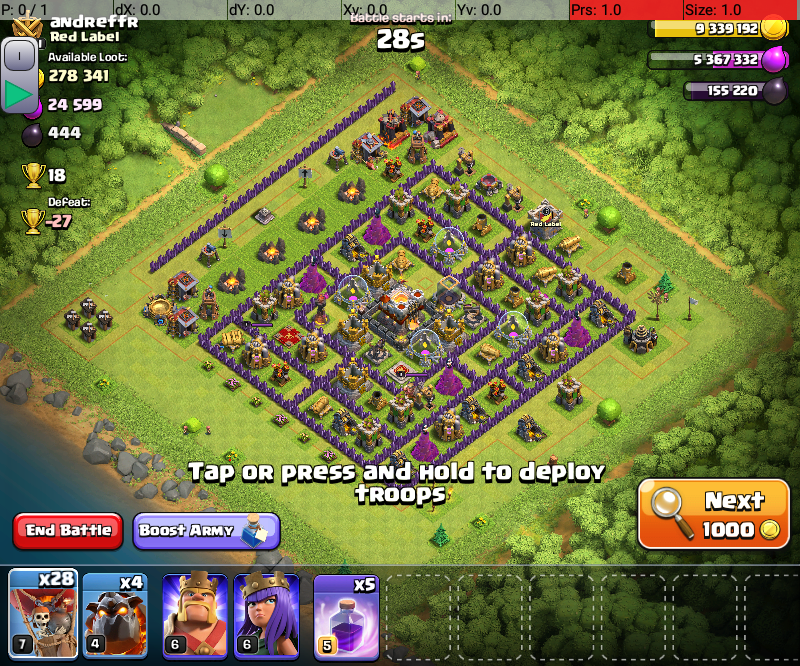 P: 0 / 1 dX: 0.0 dY: 0.0 Xv: 0.0 Yv: 0.0 Prs: 1.0 Size: 1.0
andreffr
Red Label
Available Loot:
278 341
24 599
444
18
Defeat:
-27
Battle starts in:
28s
9 339 192
5 367 332
155 220
Red Label
Tap or press and hold to deploy
troops
End Battle
Boost Army
Next
1000
x28
7
x4
4
6
6
x5
5